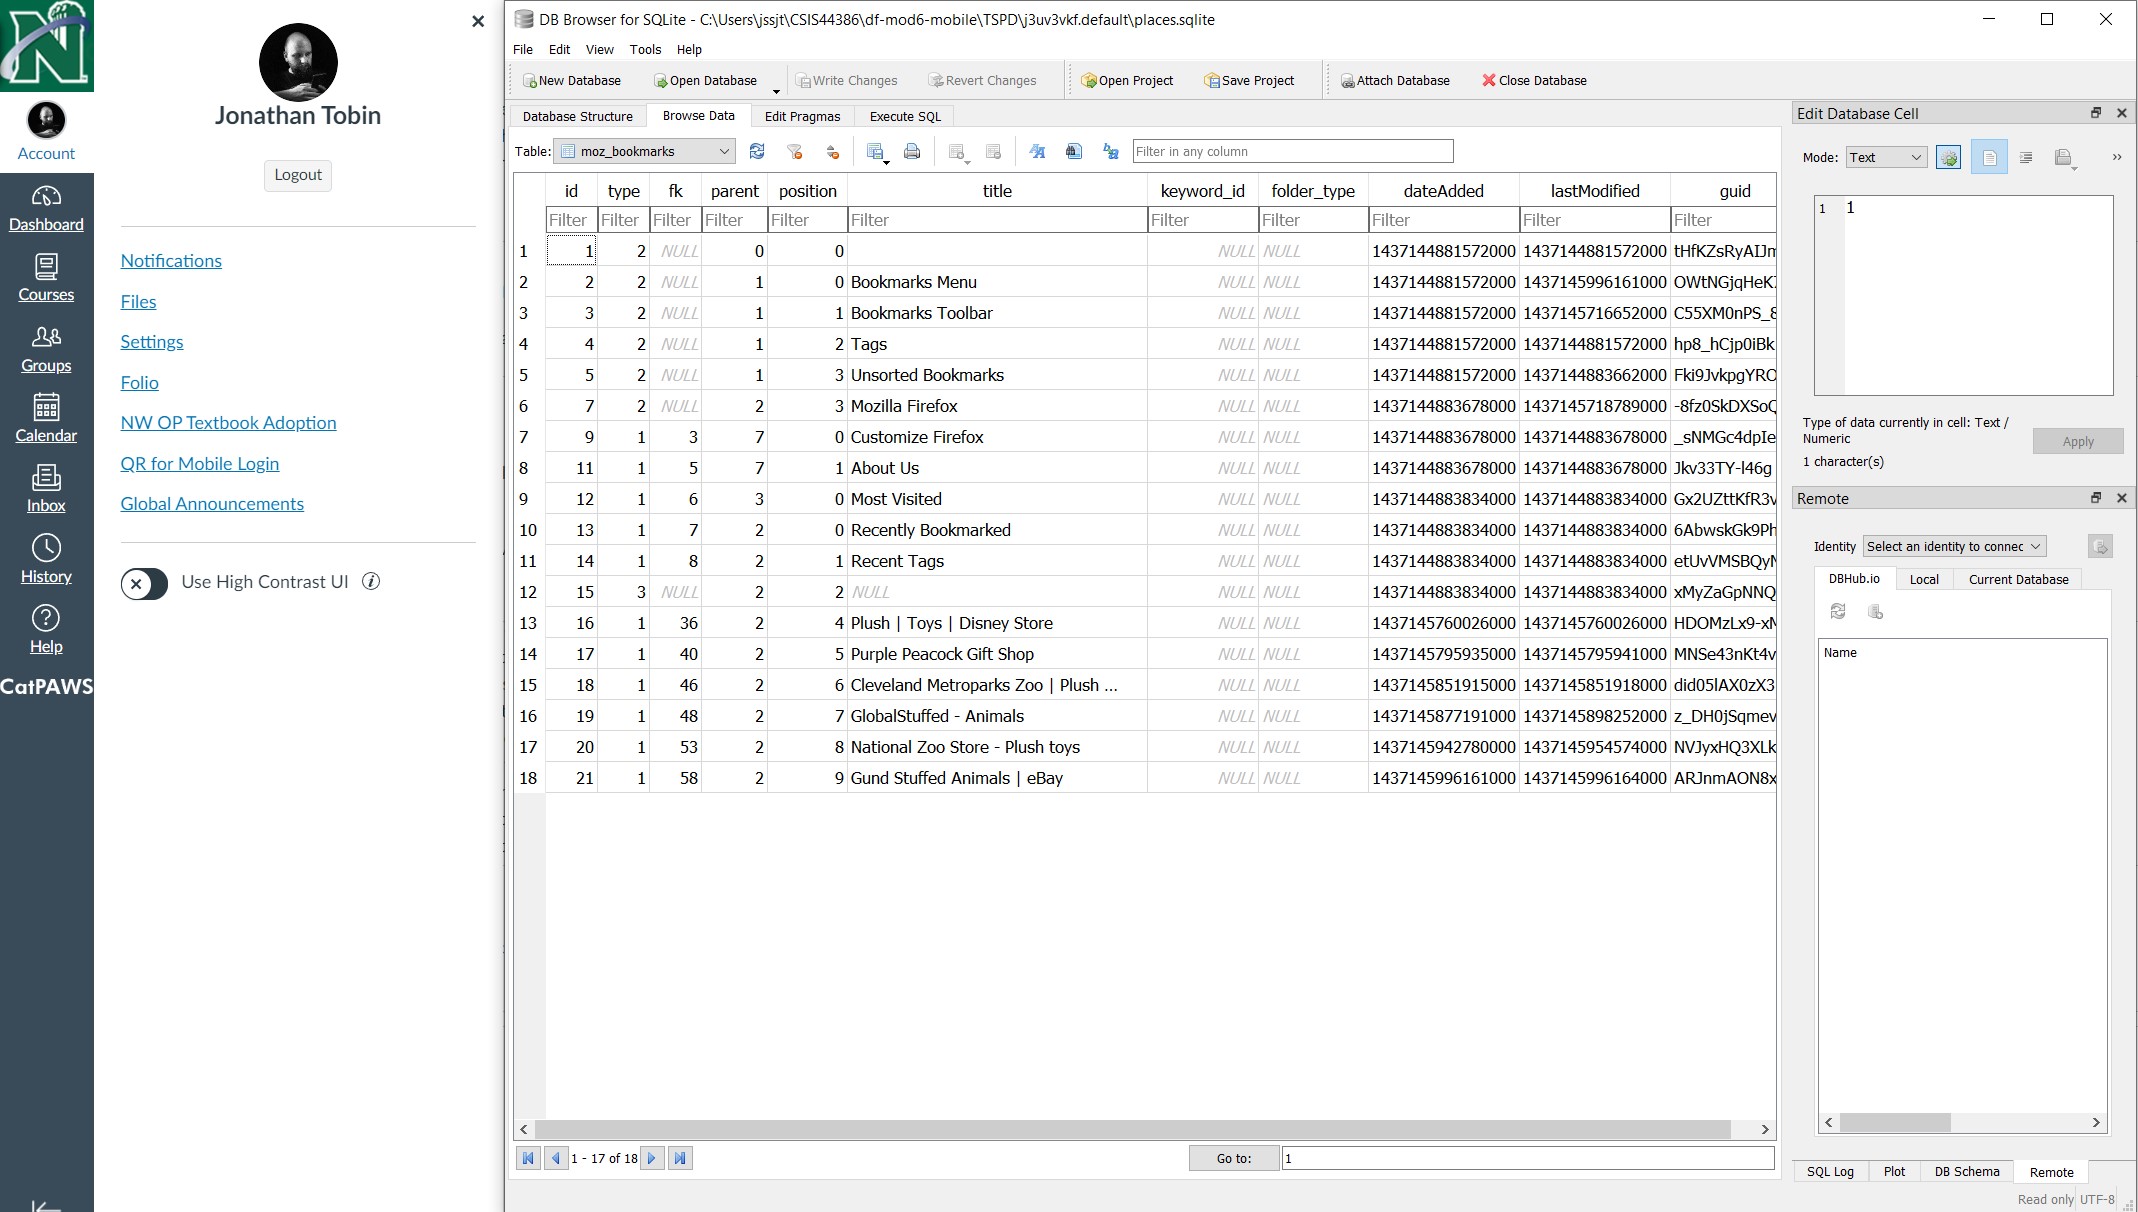 N
Account
Dashboard
Courses
Groups
Calendar
Inbox
History
Help
CatPAWS
Jonathan Tobin
Logout
Notifications
Files
Settings
Folio
NW OP Textbook Adoption
QR for Mobile Login
Global Announcements
Use High Contrast UI
DB Browser for SQLite - C:\Users\jssjt\CSIS44386\df-mod6-mobile\TSPD\j3uv3vkf.default\places.sqlite
File Edit View Tools Help
New Database Open Database Write Changes Revert Changes Open Project Save Project Attach Database Close Database
Database Structure Browse Data Edit Pragmas Execute SQL
Table: moz_bookmarks Filter in any column
id type fk parent position title keyword_id folder_type dateAdded lastModified guid
Filter Filter Filter Filter Filter Filter Filter Filter Filter Filter Filter
1 1 2 NULL 0 0 NULL NULL 1437144881572000 1437144881572000 tHfKZsRyAIJm
2 2 2 NULL 1 0 Bookmarks Menu NULL NULL 1437144881572000 1437145996161000 OWtNGjqHeK
3 3 2 NULL 1 1 Bookmarks Toolbar NULL NULL 1437144881572000 1437145716652000 C55XM0nPS_8
4 4 2 NULL 1 2 Tags NULL NULL 1437144881572000 1437144881572000 hp8_hCjp0iBk
5 5 2 NULL 1 3 Unsorted Bookmarks NULL NULL 1437144881572000 1437144883662000 Fki9JvkpgYRO
6 7 2 NULL 2 3 Mozilla Firefox NULL NULL 1437144883678000 1437145718789000 -8fz0SkDXSoQ
7 9 1 3 7 0 Customize Firefox NULL NULL 1437144883678000 1437144883678000 _sNMGc4dpIe
8 11 1 5 7 1 About Us NULL NULL 1437144883678000 1437144883678000 Jkv33TY-l46g
9 12 1 6 3 0 Most Visited NULL NULL 1437144883834000 1437144883834000 Gx2UZttKfR3v
10 13 1 7 2 0 Recently Bookmarked NULL NULL 1437144883834000 1437144883834000 6AbwskGk9Ph
11 14 1 8 2 1 Recent Tags NULL NULL 1437144883834000 1437144883834000 etUvVMSBQyN
12 15 3 NULL 2 2 NULL NULL NULL 1437144883834000 1437144883834000 xMyZaGpNNQ
13 16 1 36 2 4 Plush | Toys | Disney Store NULL NULL 1437145760026000 1437145760026000 HDOMzLx9-xM
14 17 1 40 2 5 Purple Peacock Gift Shop NULL NULL 1437145795935000 1437145795941000 MNSe43nKt4v
15 18 1 46 2 6 Cleveland Metroparks Zoo | Plush ... NULL NULL 1437145851915000 1437145851918000 did05lAX0zX3
16 19 1 48 2 7 GlobalStuffed - Animals NULL NULL 1437145877191000 1437145898252000 z_DH0jSqmev
17 20 1 53 2 8 National Zoo Store - Plush toys NULL NULL 1437145942780000 1437145954574000 NVJyxHQ3XLk
18 21 1 58 2 9 Gund Stuffed Animals | eBay NULL NULL 1437145996161000 1437145996164000 ARJnmAON8x
1 - 17 of 18 Go to: 1
Edit Database Cell
Mode: Text
1 1
Type of data currently in cell: Text /
Numeric
1 character(s)
Apply
Remote
Identity Select an identity to connec
DBHub.io Local Current Database
Name
SQL Log Plot DB Schema Remote
Read only UTF-8